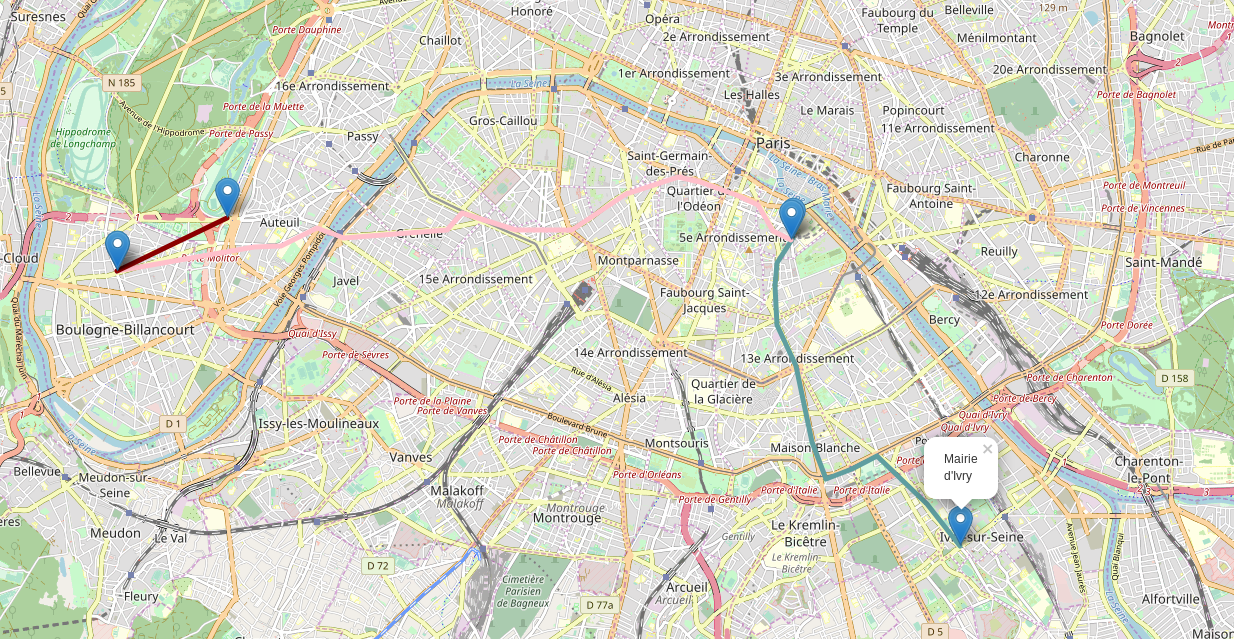 Suresnes
Honoré
Opéra
Faubourg du
Temple
Belleville
129 m
Porte Dauphine
Chaillot
2e Arrondissement
Ménilmontant
Bagnolet
N 185
16e Arrondissement
1er Arrondissement
3e Arrondissement
20e Arrondissement
2
La Seine
Les Halles
Porte de Bagnolet
Avenue de l'Hippodrome
Porte de la Muette
Gros-Caillou
Le Marais
Popincourt
11e Arrondissement
Hippodrome
de Longchamp
Porte de Passy
Passy
Paris
Saint-Germain-
des-Prés
Charonne
Quartier de
l'Odéon
Faubourg Saint-
Antoine
Porte de Montreuil
Porte de Vincennes
La Seine
2
1
Auteuil
Grenelle
5e Arrondissement
Porte Molitor
-Cloud
Montparnasse
Reuilly
Saint-Mandé
Voie Georges Pompidou
Javel
15e Arrondissement
Faubourg Saint-
Jacques
12e Arrondissement
Boulogne-Billancourt
Quai d'Issy
Bercy
Porte Dorée
Porte de Sèvres
14e Arrondissement
13e Arrondissement
Rue d'Alésia
Quartier de
la Glacière
Porte de Charenton
D 158
Porte de Bercy
Alésia
Porte de la Plaine
Porte de Vanves
Quai d'Ivry
Quai d'Ivry
1
D 1
Issy-les-Moulineaux
Boulevard Brune
La Seine
Porte de Châtillon
Porte de Châtillon
Montsouris
Maison Blanche
Vanves
Mairie
d'Ivry
×
Bellevue
Meudon-sur-
Seine
Porte d'Orléans
Charenton-
le-Pont
Malakoff
Malakoff
Porte de Gentilly
Porte d'Italie
Porte d'Italie
3
Montrouge
Montrouge
Le Kremlin-
Bicêtre
Le Kremlin-
Bicêtre
Gentilly
Ivry-sur-Seine
Meudon
Le Val
Avenue Jean Jaurès
Quai Blanqui
D 72
Cimetière
Parisien
de Bagneux
Arcueil
Arcueil
Fleury
D 77a
La Seine
Alfortville
D 5
Maison